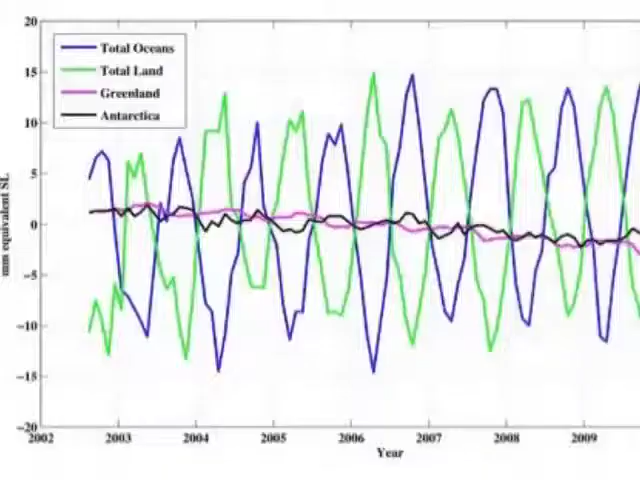 20
Total Oceans
15
Total Land
Greenland
10
Antarctica
5
mm equivalent SL
0
−5
−10
−15
−20
2002 2003 2004 2005 2006 2007 2008 2009
Year